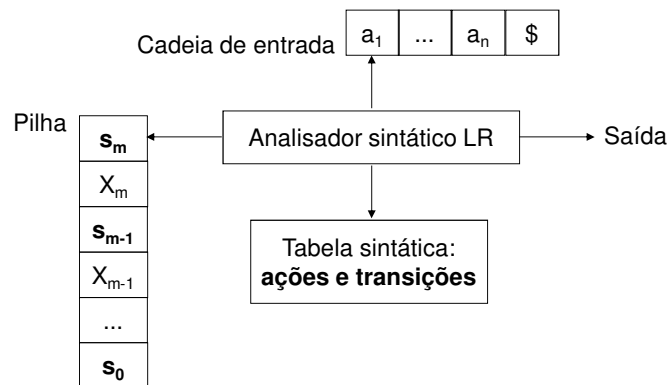 Cadeia de entrada
a1 ... an $
Pilha
Analisador sintático LR
Saída
sm
Xm
sm-1
Xm-1
...
s0
Tabela sintática:
ações e transições